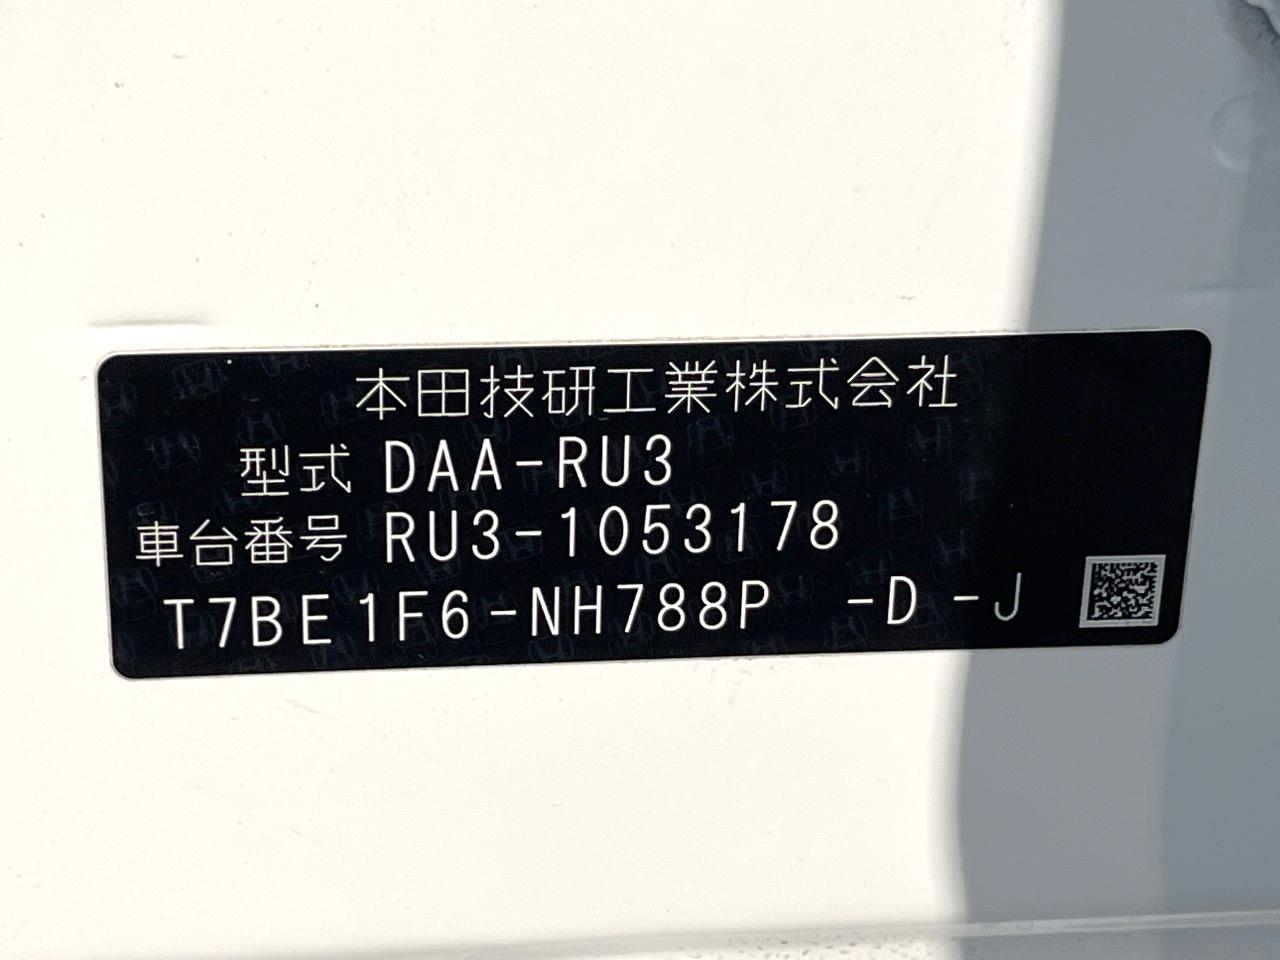 本田技研工業株式会社
型式 DAA-RU3
車台番号 RU3-1053178
T7BE1F6-NH788P -D -J